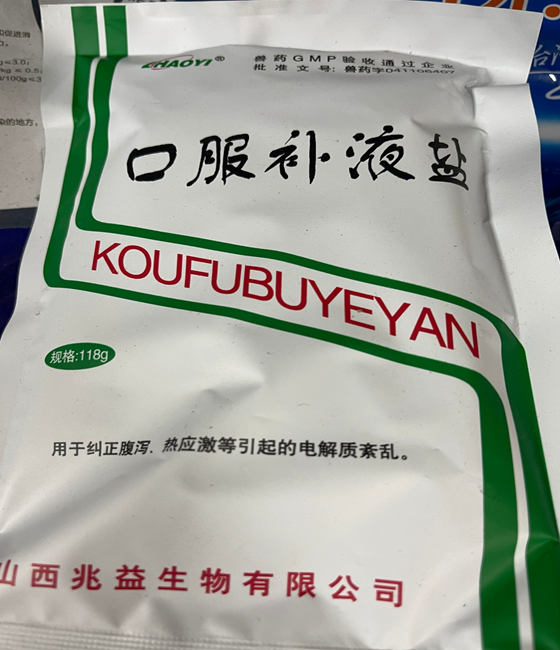 ZHAOYI®
兽药GMP验收通过企业
批准文号:兽药字041106407
口服补液盐
KOUFUBUYEYAN
规格:118g
用于纠正腹泻.热应激等引起的电解质紊乱。
山西兆益生物有限公司